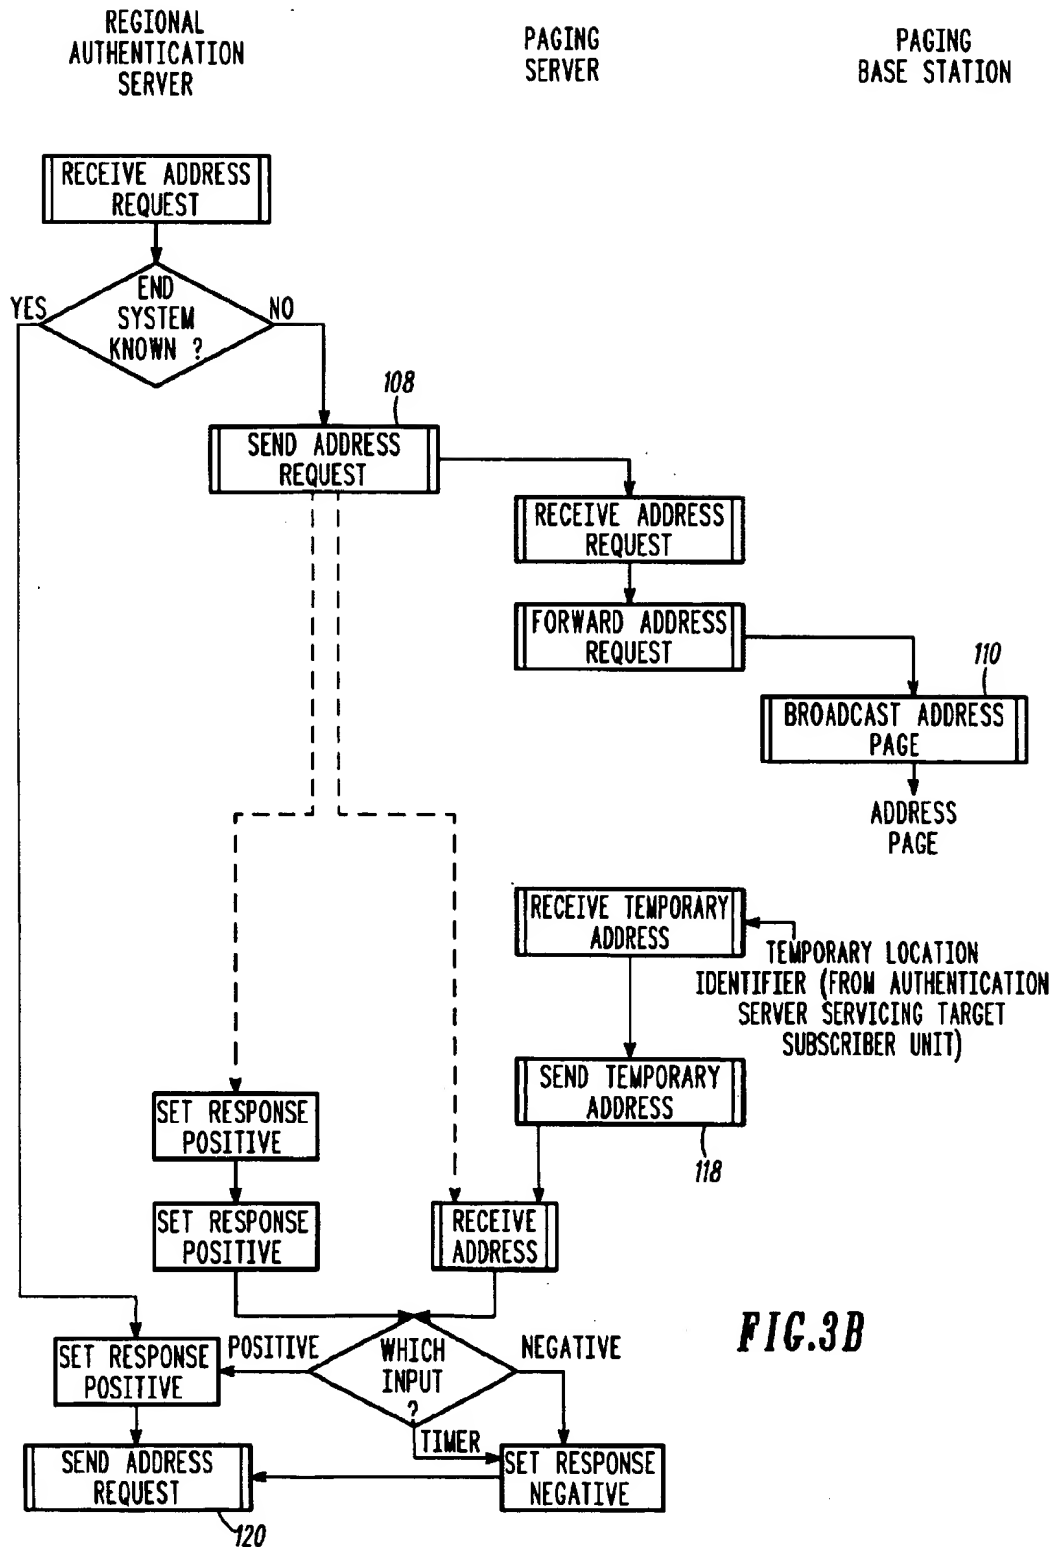 REGIONAL
AUTHENTICATION
SERVER
PAGING
SERVER
PAGING
BASE STATION
RECEIVE ADDRESS
REQUEST
END
SYSTEM
KNOWN ?
YES
NO
108
SEND ADDRESS
REQUEST
RECEIVE ADDRESS
REQUEST
FORWARD ADDRESS
REQUEST
110
BROADCAST ADDRESS
PAGE
ADDRESS
PAGE
RECEIVE TEMPORARY
ADDRESS
TEMPORARY LOCATION
IDENTIFIER (FROM AUTHENTICATION
SERVER SERVICING TARGET
SUBSCRIBER UNIT)
SEND TEMPORARY
ADDRESS
118
SET RESPONSE
POSITIVE
SET RESPONSE
POSITIVE
RECEIVE
ADDRESS
FIG.3B
SET RESPONSE
POSITIVE
POSITIVE
WHICH
INPUT
?
NEGATIVE
TIMER
SEND ADDRESS
REQUEST
SET RESPONSE
NEGATIVE
120